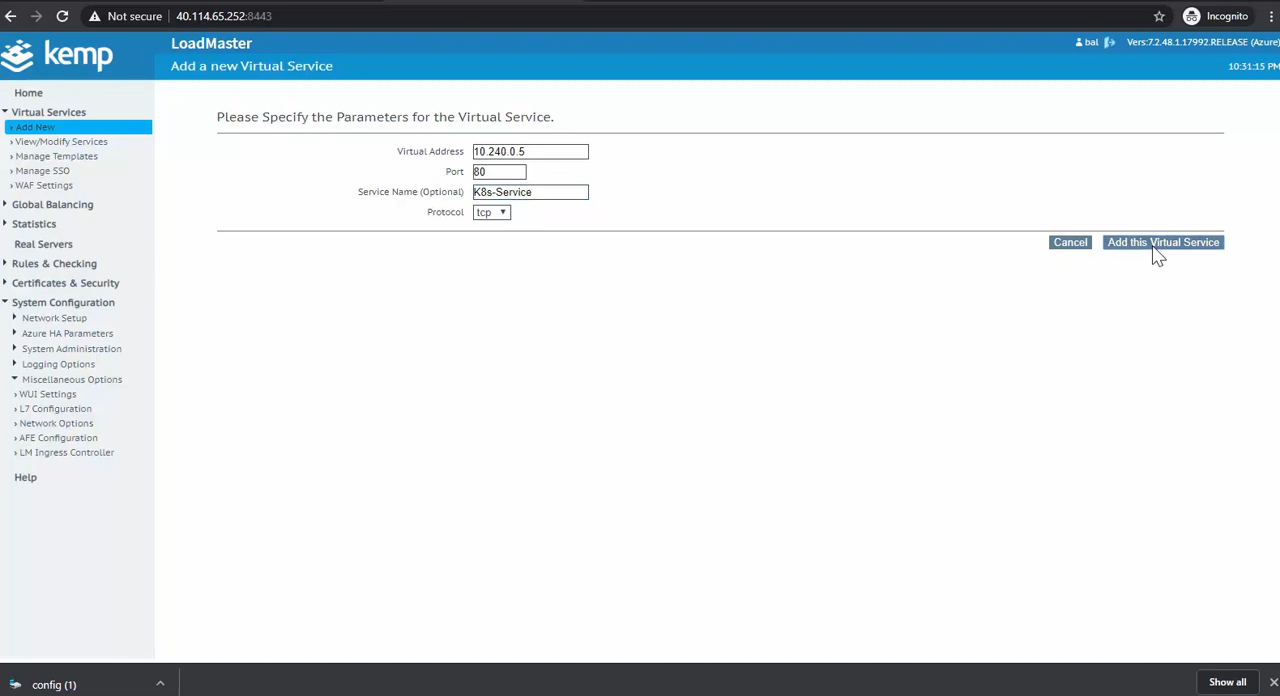 Not secure 40.114.65.252:8443 Incognito
kemp
LoadMaster
bal Vers:7.2.48.1.17992.RELEASE (Azure)
Add a new Virtual Service
10:31:15 PM
Home
Virtual Services
Add New
View/Modify Services
Manage Templates
Manage SSO
WAF Settings
Global Balancing
Statistics
Real Servers
Rules & Checking
Certificates & Security
System Configuration
Network Setup
Azure HA Parameters
System Administration
Logging Options
Miscellaneous Options
WUI Settings
L7 Configuration
Network Options
AFE Configuration
LM Ingress Controller
Help
Please Specify the Parameters for the Virtual Service.
Virtual Address 10.240.0.5
Port 80
Service Name (Optional) K8s-Service
Protocol tcp
Cancel Add this Virtual Service
config (1) Show all